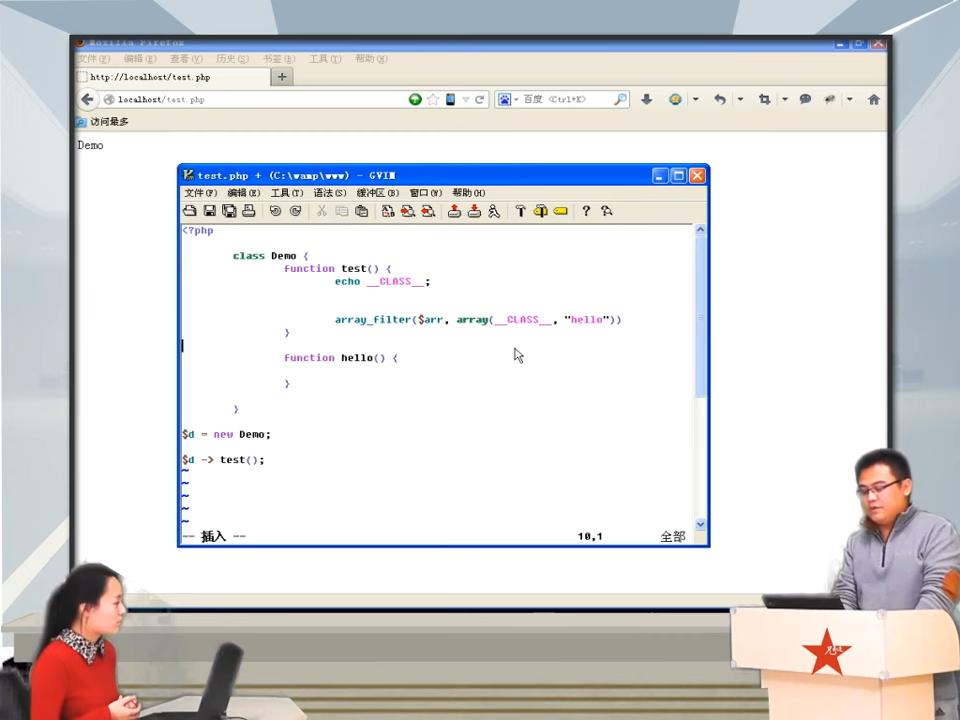 Mozilla Firefox
文件(F) 编辑(E) 查看(V) 历史(S) 书签(B) 工具(T) 帮助(H)
http://localhost/test.php +
localhost/test.php 百度 <Ctrl+K>
访问最多
Demo
test.php + (C:\wamp\www) - GVIM
文件(F) 编辑(E) 工具(T) 语法(S) 缓冲区(B) 窗口(W) 帮助(H)
<?php
class Demo {
function test() {
echo __CLASS__;
array_filter($arr, array(__CLASS__, "hello"))
}
function hello() {
}
}
$d = new Demo;
$d -> test();
~
~
~
~
~
-- 插入 -- 10,1 全部